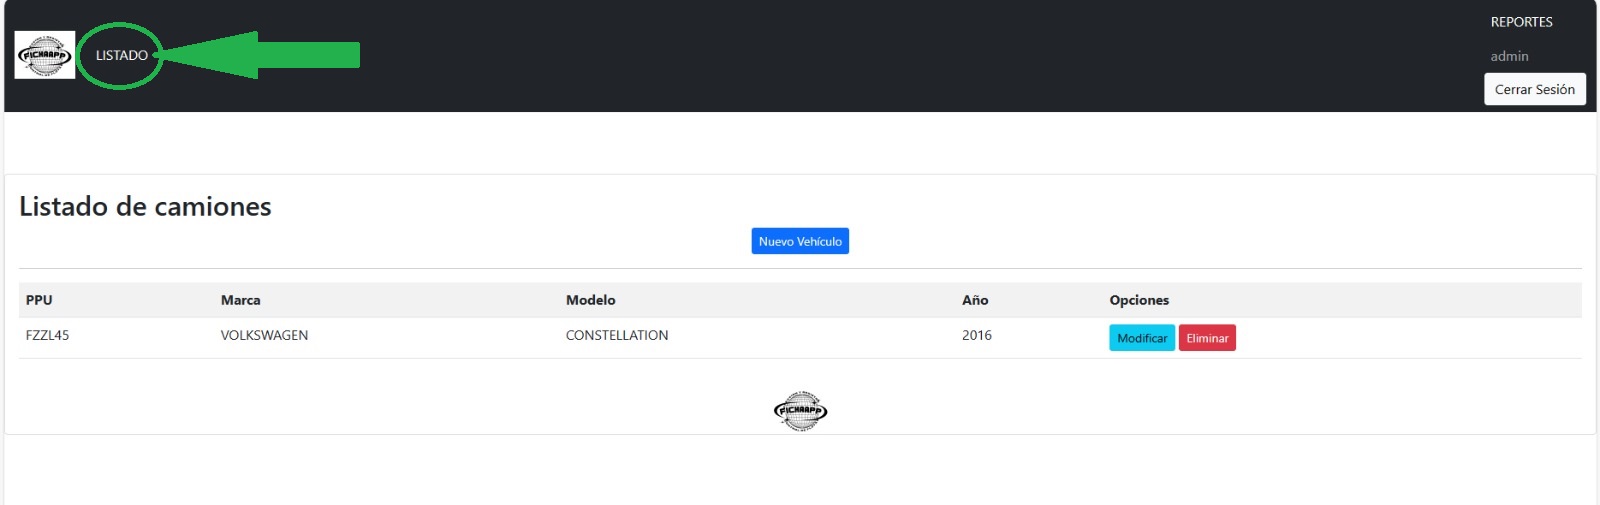 REPORTES
FICHAAPP
LISTADO
admin
Cerrar Sesión
Listado de camiones
Nuevo Vehículo
PPU Marca Modelo Año Opciones
FZZL45 VOLKSWAGEN CONSTELLATION 2016 Modificar Eliminar
FICHAAPP